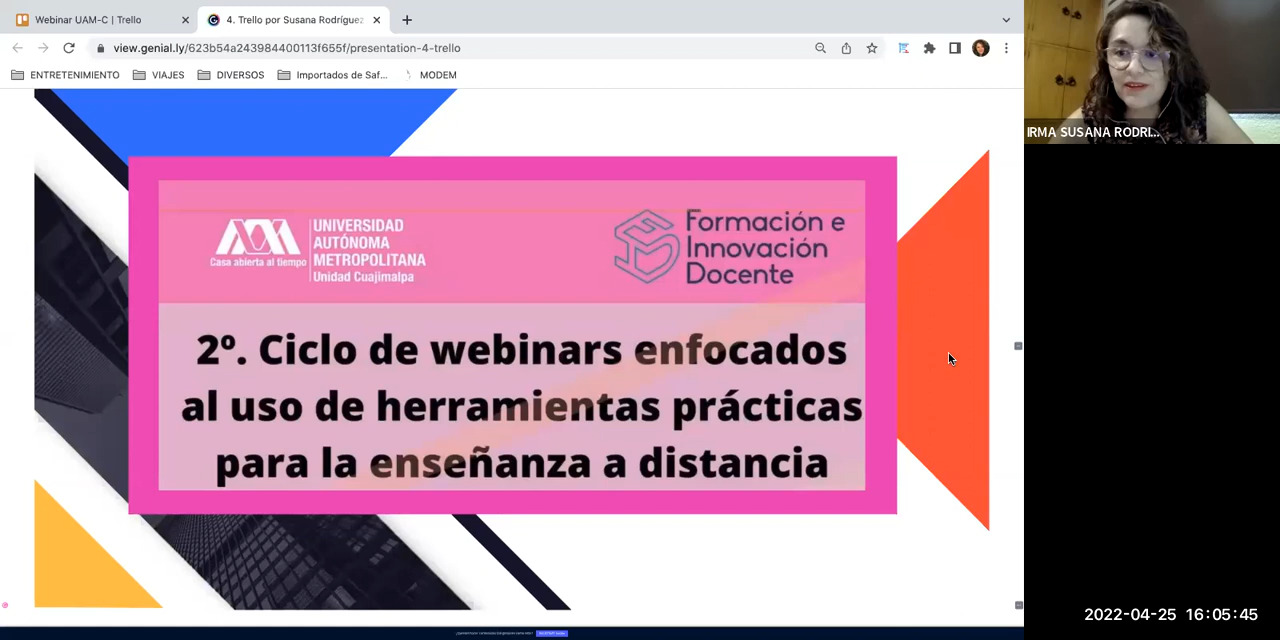 Webinar UAM-C | Trello
4. Trello por Susana Rodríguez
view.genial.ly/623b54a243984400113f655f/presentation-4-trello
ENTRETENIMIENTO
VIAJES
DIVERSOS
Importados de Saf...
MODEM
IRMA SUSANA RODRI...
UNIVERSIDAD
AUTÓNOMA
METROPOLITANA
Casa abierta al tiempo
Unidad Cuajimalpa
Formación e
Innovación
Docente
2º. Ciclo de webinars enfocados
al uso de herramientas prácticas
para la enseñanza a distancia
2022-04-25 16:05:45